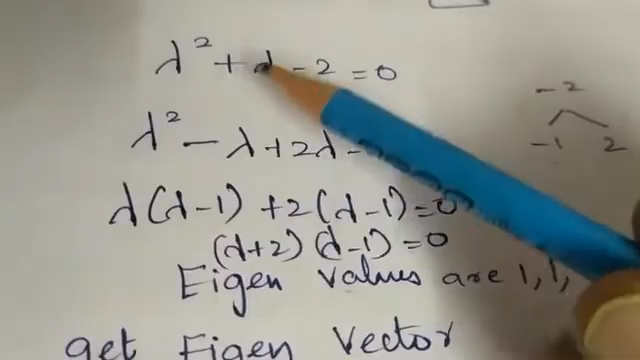 λ² + λ - 2 = 0
-2
λ² - λ + 2λ -
-1 2
λ(λ-1) + 2(λ-1) = 0
(λ+2)(λ-1) = 0
Eigen values are 1, 1,
get Eigen Vector